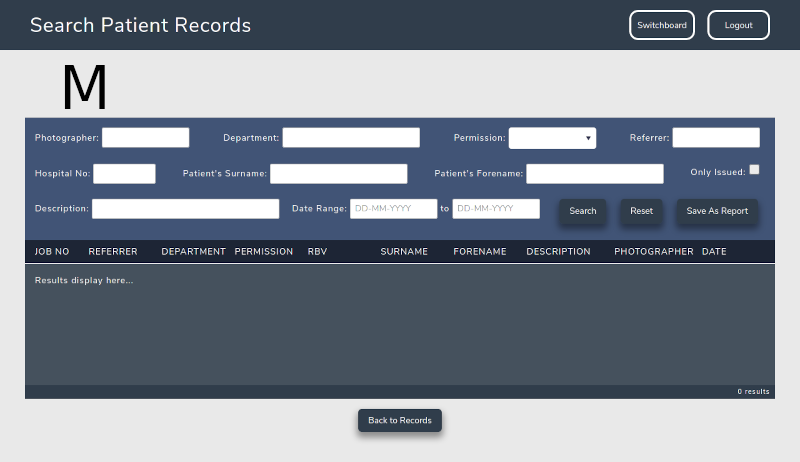 Search Patient Records Switchboard Logout
M
Photographer: Department: Permission: Referrer:
Hospital No: Patient's Surname: Patient's Forename: Only Issued:
Description: Date Range: DD-MM-YYYY to DD-MM-YYYY Search Reset Save As Report
JOB NO REFERRER DEPARTMENT PERMISSION RBV SURNAME FORENAME DESCRIPTION PHOTOGRAPHER DATE
Results display here...
0 results
Back to Records